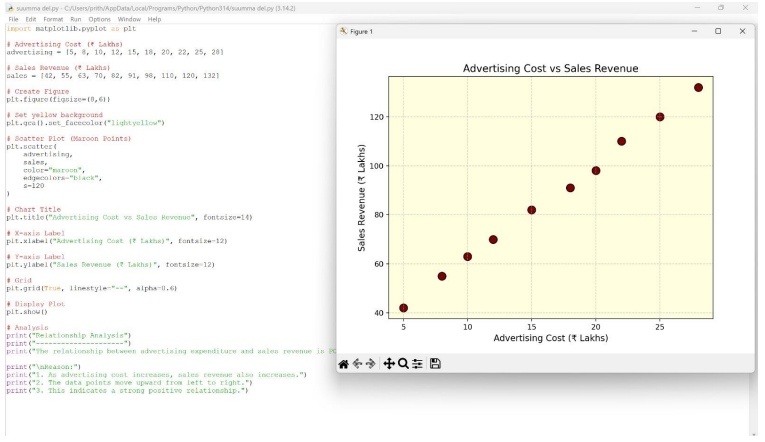 suumma del.py - C:/Users/prith/AppData/Local/Programs/Python/Python314/suumma del.py (3.14.2)
File Edit Format Run Options Window Help
import matplotlib.pyplot as plt
# Advertising Cost (₹ Lakhs)
advertising = [5, 8, 10, 12, 15, 18, 20, 22, 25, 28]
# Sales Revenue (₹ Lakhs)
sales = [42, 55, 63, 70, 82, 91, 98, 110, 120, 132]
# Create Figure
plt.figure(figsize=(8,6))
# Set yellow background
plt.gca().set_facecolor("lightyellow")
# Scatter Plot (Maroon Points)
plt.scatter(
    advertising,
    sales,
    color="maroon",
    edgecolors="black",
    s=120
)
# Chart Title
plt.title("Advertising Cost vs Sales Revenue", fontsize=14)
# X-axis Label
plt.xlabel("Advertising Cost (₹ Lakhs)", fontsize=12)
# Y-axis Label
plt.ylabel("Sales Revenue (₹ Lakhs)", fontsize=12)
# Grid
plt.grid(True, linestyle="--", alpha=0.6)
# Display Plot
plt.show()
# Analysis
print("Relationship Analysis")
print("---------------------")
print("The relationship between advertising expenditure and sales revenue is PO
print("\nReason:")
print("1. As advertising cost increases, sales revenue also increases.")
print("2. The data points move upward from left to right.")
print("3. This indicates a strong positive relationship.")
Figure 1
Advertising Cost vs Sales Revenue
Sales Revenue (₹ Lakhs)
120
100
80
60
40
5 10 15 20 25
Advertising Cost (₹ Lakhs)